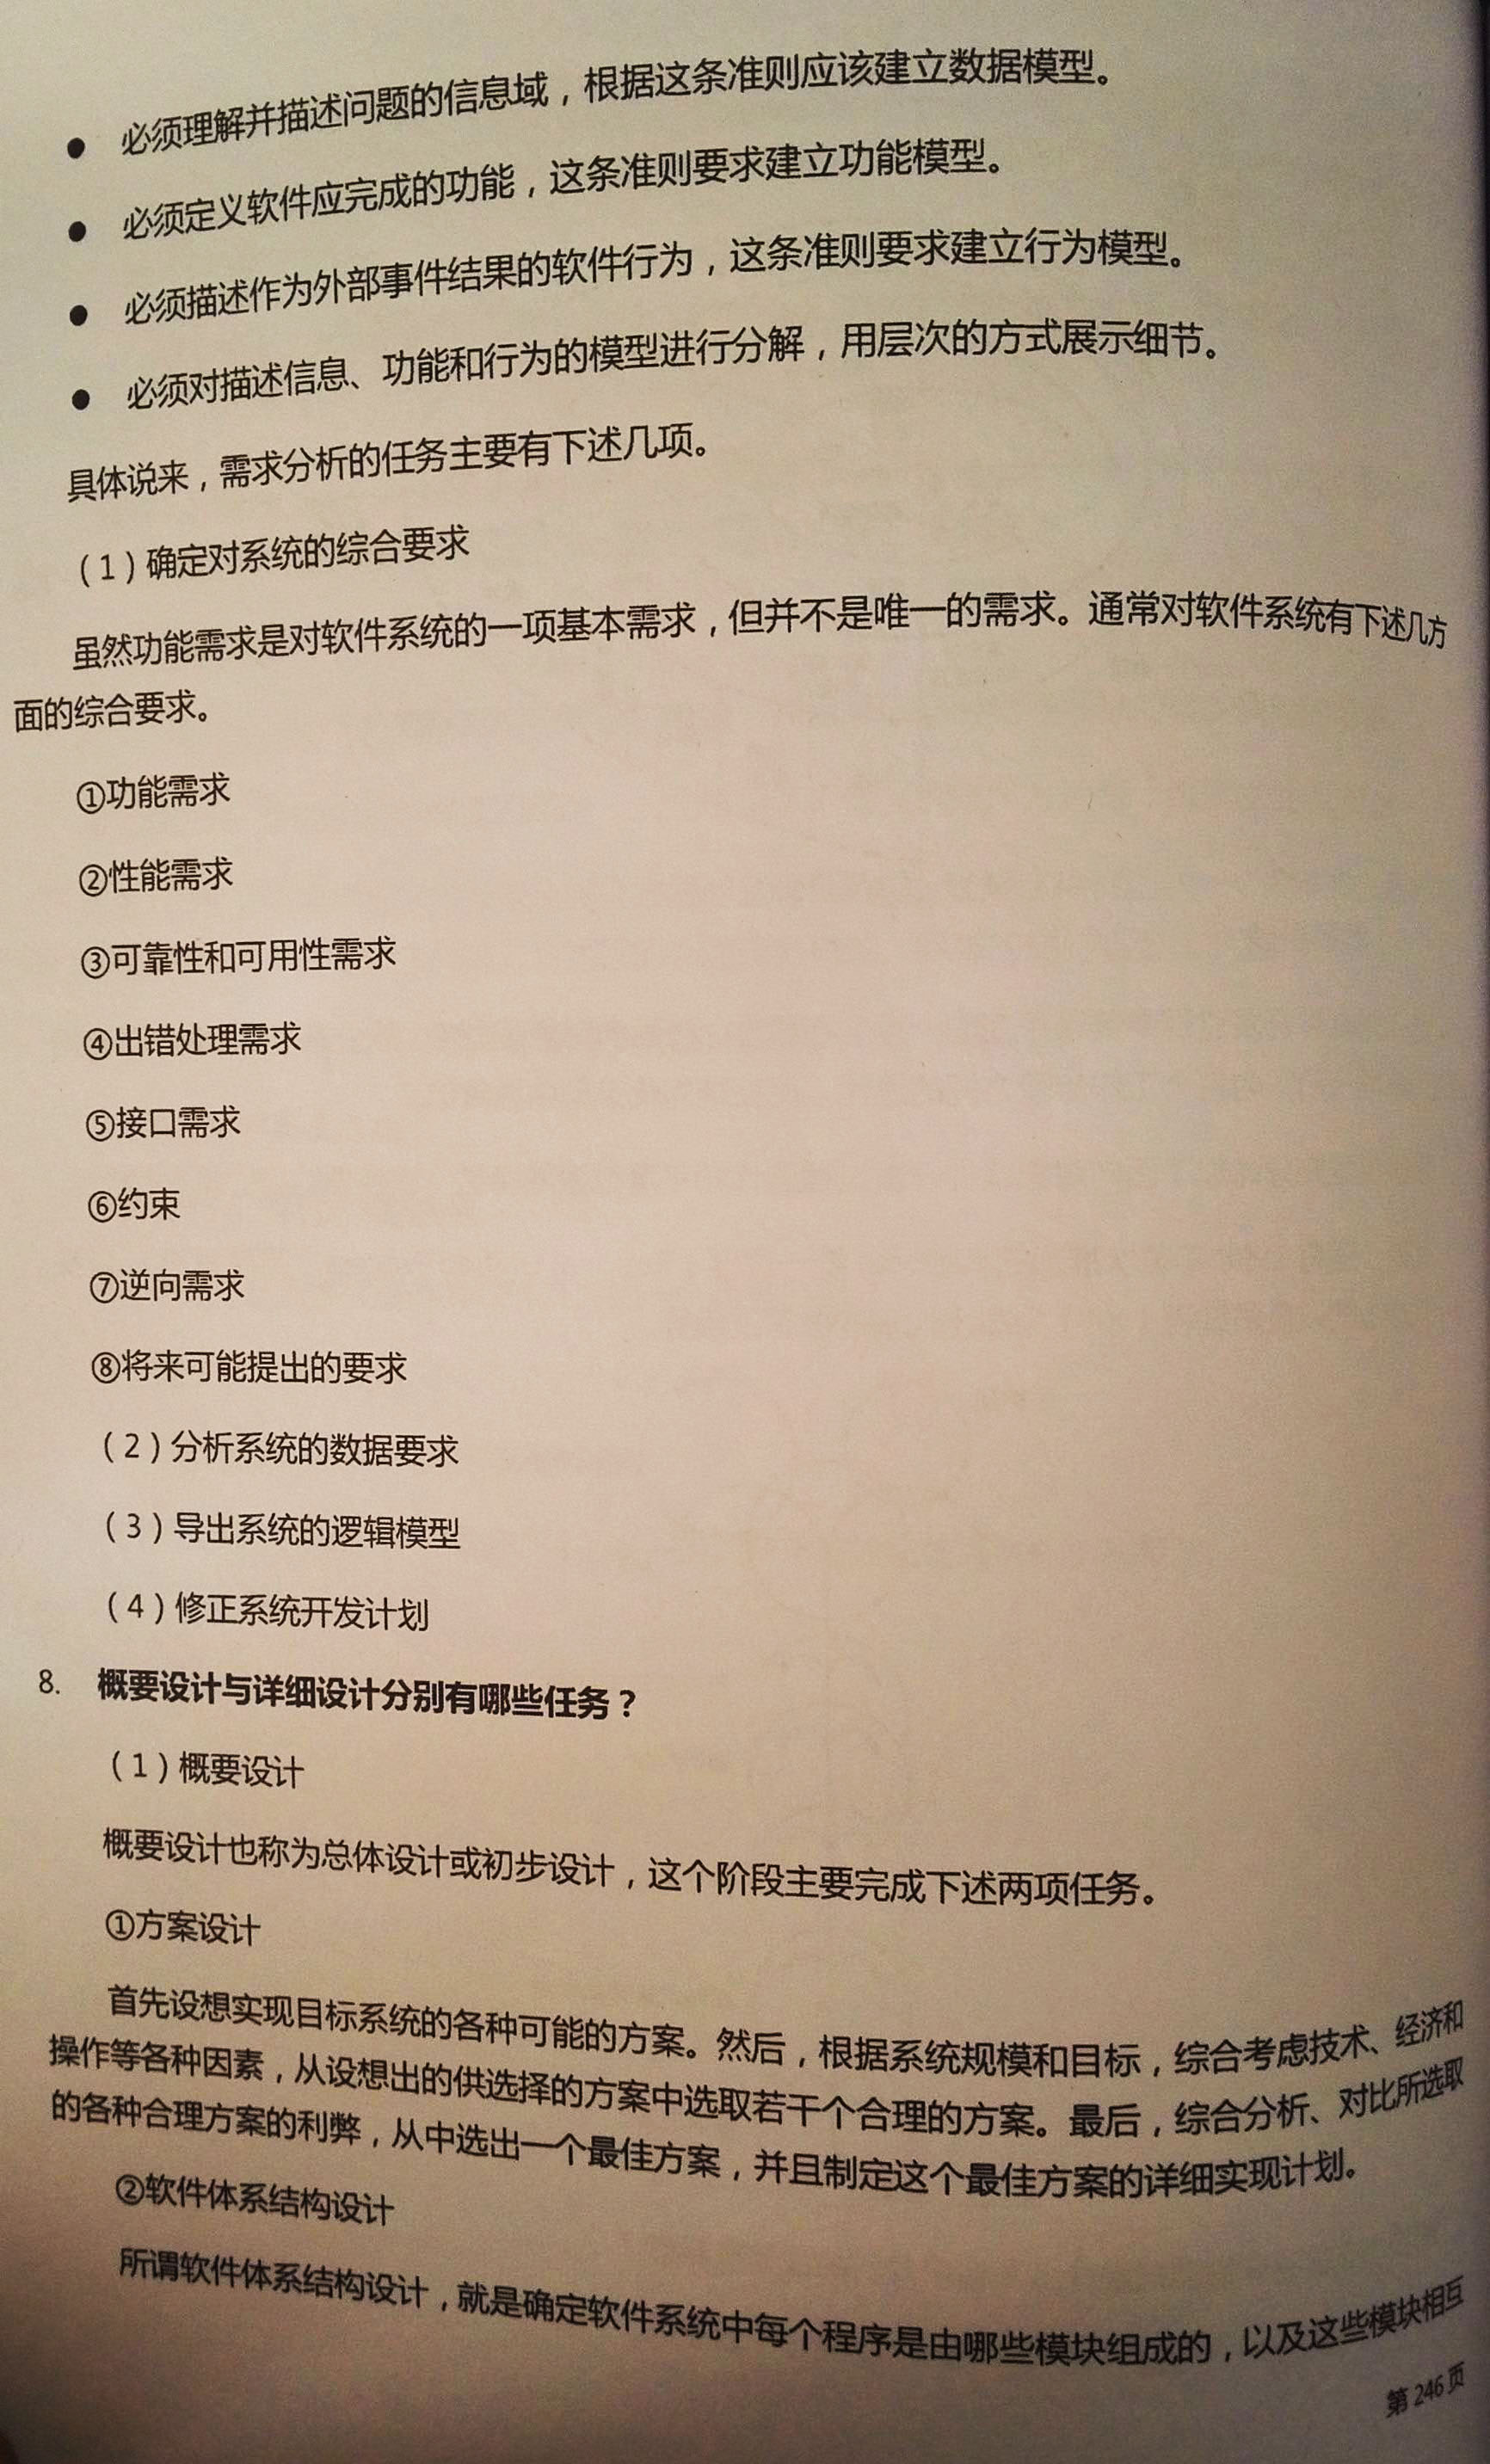 ● 必须理解并描述问题的信息域，根据这条准则应该建立数据模型。
● 必须定义软件应完成的功能，这条准则要求建立功能模型。
● 必须描述作为外部事件结果的软件行为，这条准则要求建立行为模型。
● 必须对描述信息、功能和行为的模型进行分解，用层次的方式展示细节。
具体说来，需求分析的任务主要有下述几项。
（1）确定对系统的综合要求
虽然功能需求是对软件系统的一项基本需求，但并不是唯一的需求。通常对软件系统有下述几方
面的综合要求。
①功能需求
②性能需求
③可靠性和可用性需求
④出错处理需求
⑤接口需求
⑥约束
⑦逆向需求
⑧将来可能提出的要求
（2）分析系统的数据要求
（3）导出系统的逻辑模型
（4）修正系统开发计划
8. 概要设计与详细设计分别有哪些任务？
（1）概要设计
概要设计也称为总体设计或初步设计，这个阶段主要完成下述两项任务。
①方案设计
首先设想实现目标系统的各种可能的方案。然后，根据系统规模和目标，综合考虑技术、经济和
操作等各种因素，从设想出的供选择的方案中选取若干个合理的方案。最后，综合分析、对比所选取
的各种合理方案的利弊，从中选出一个最佳方案，并且制定这个最佳方案的详细实现计划。
②软件体系结构设计
所谓软件体系结构设计，就是确定软件系统中每个程序是由哪些模块组成的，以及这些模块相互
第 246 页